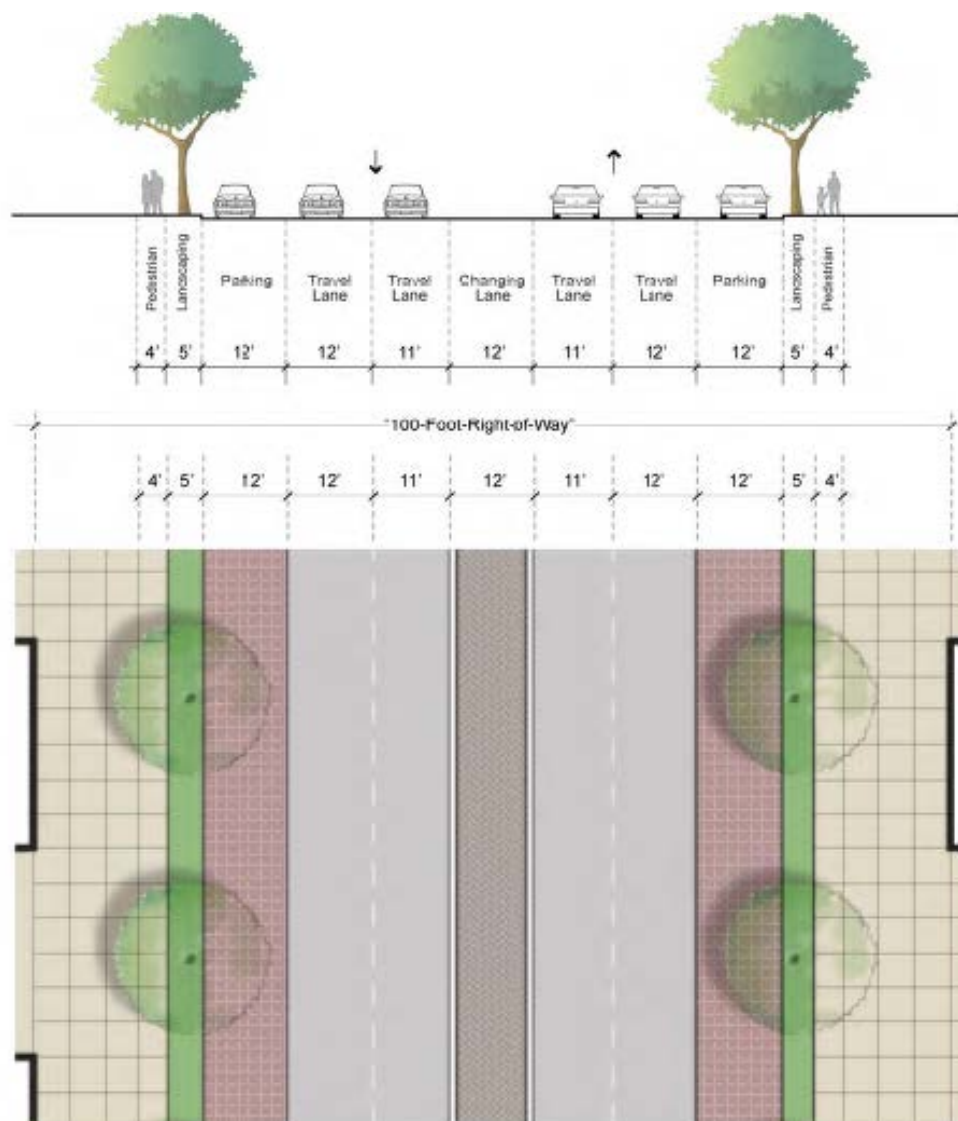 Pedestrian
Landscaping
Parking
Travel
Lane
Travel
Lane
Changing
Lane
Travel
Lane
Travel
Lane
Parking
Landscaping
Pedestrian
4' 5' 12' 12' 11' 12' 11' 12' 12' 5' 4'
"100-Foot-Right-of-Way"
4' 5' 12' 12' 11' 12' 11' 12' 12' 5' 4'